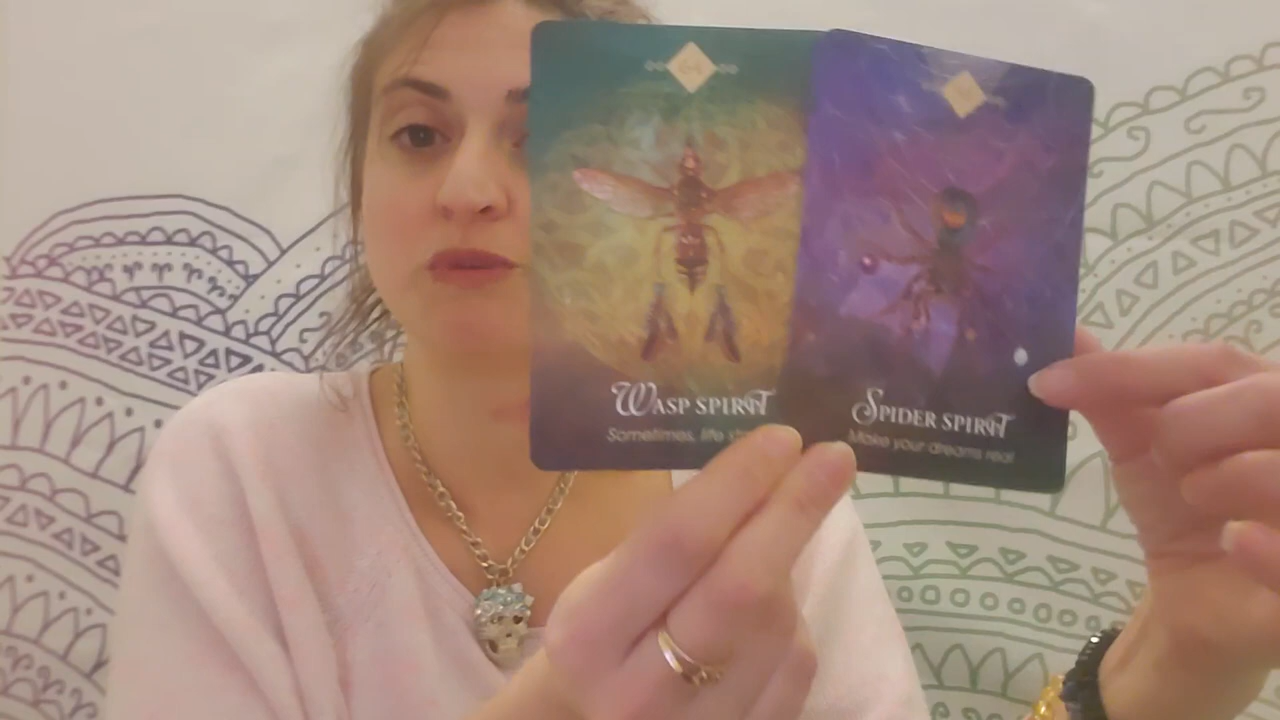 WASP SPIRIT
Sometimes, life
SPIDER SPIRIT
Make your dreams real